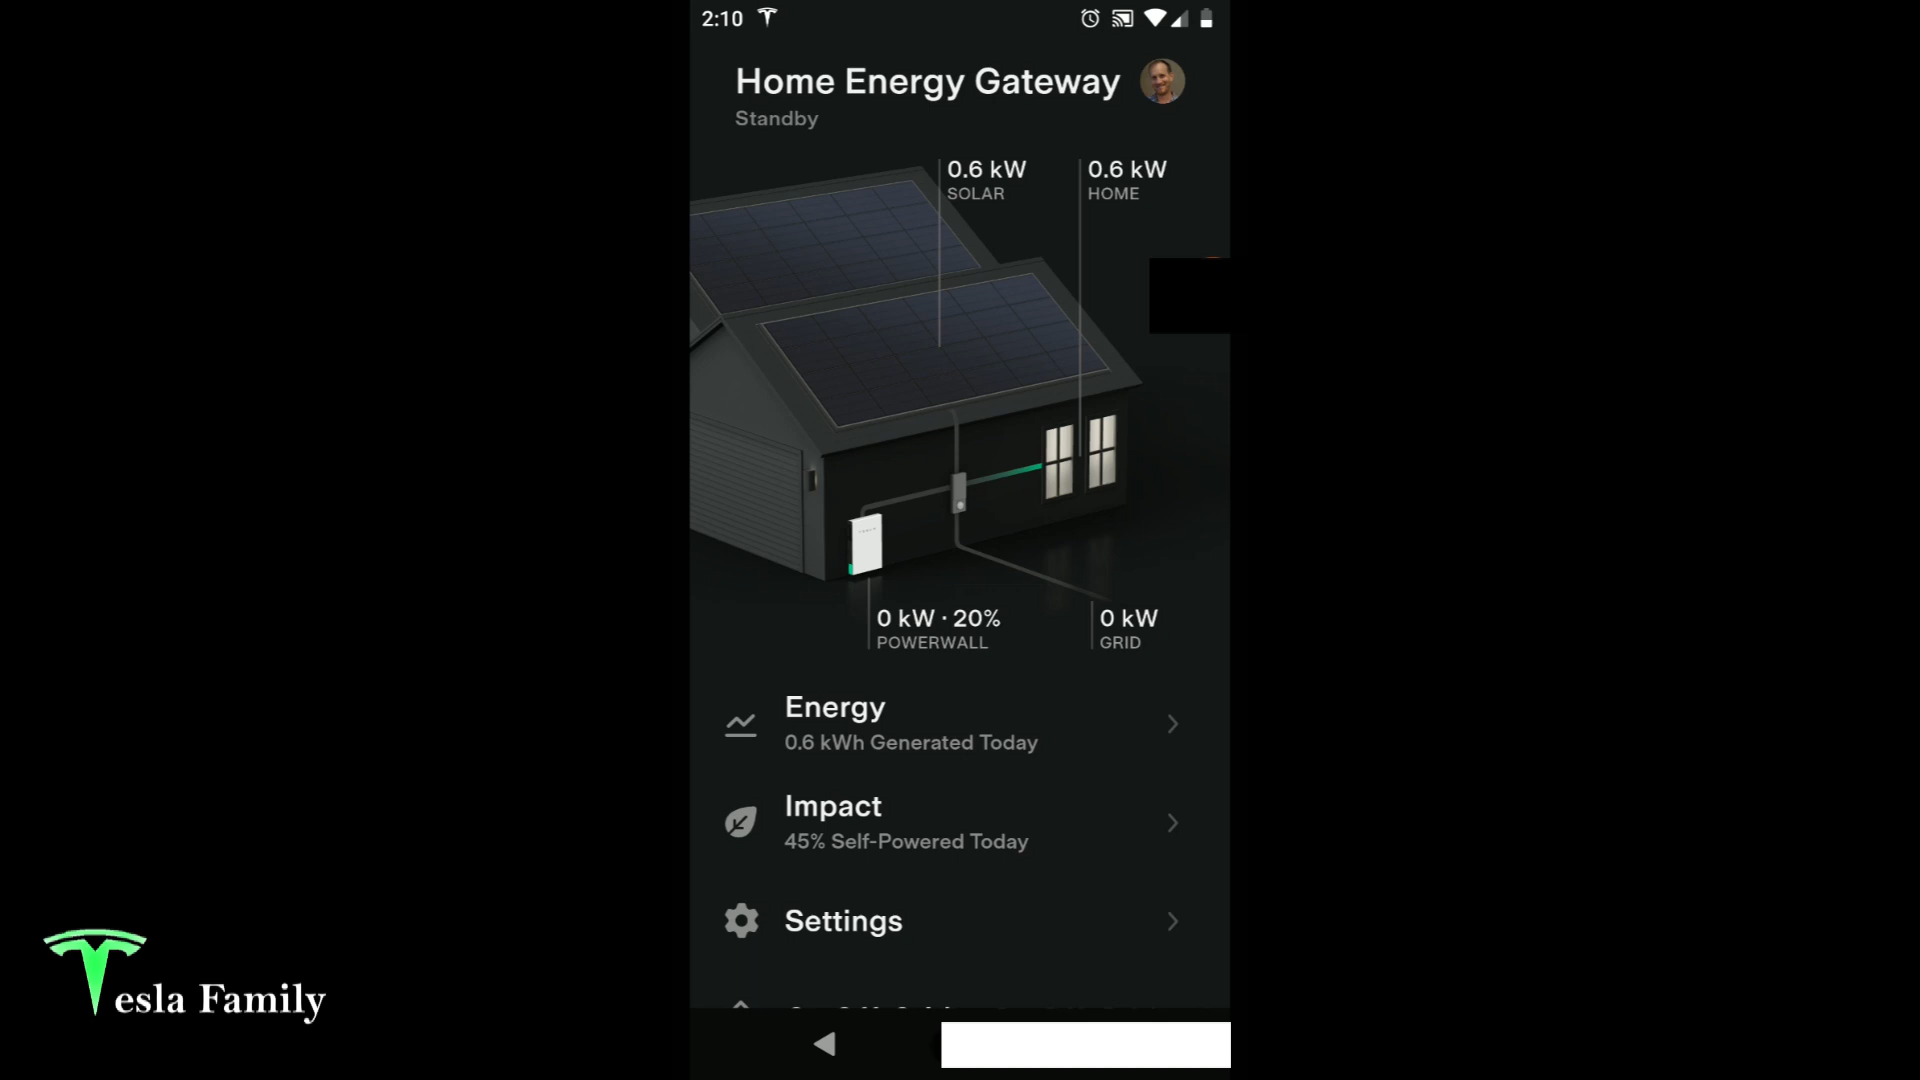 2:10
Home Energy Gateway
Standby
0.6 kW
SOLAR
0.6 kW
HOME
0 kW · 20%
POWERWALL
0 kW
GRID
Energy
0.6 kWh Generated Today
Impact
45% Self-Powered Today
Settings
Tesla Family